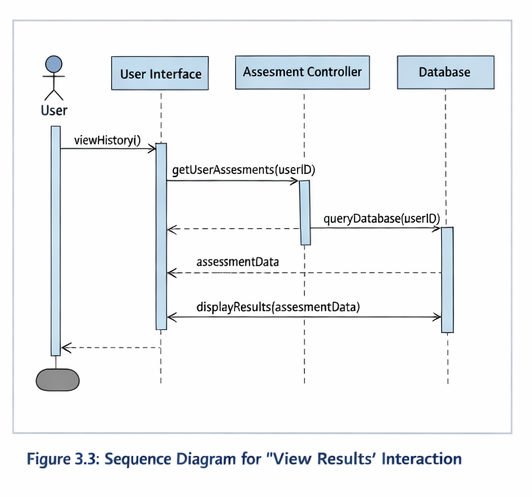 User Interface
Assesment Controller
Database
User
viewHistory()
getUserAssesments(userID)
queryDatabase(userID)
assessmentData
displayResults(assesmentData)
Figure 3.3: Sequence Diagram for "View Results' Interaction